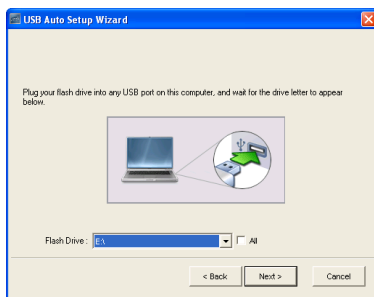 USB Auto Setup Wizard
Plug your flash drive into any USB port on this computer, and wait for the drive letter to appear
below.
Flash Drive : E:\ All
< Back Next > Cancel